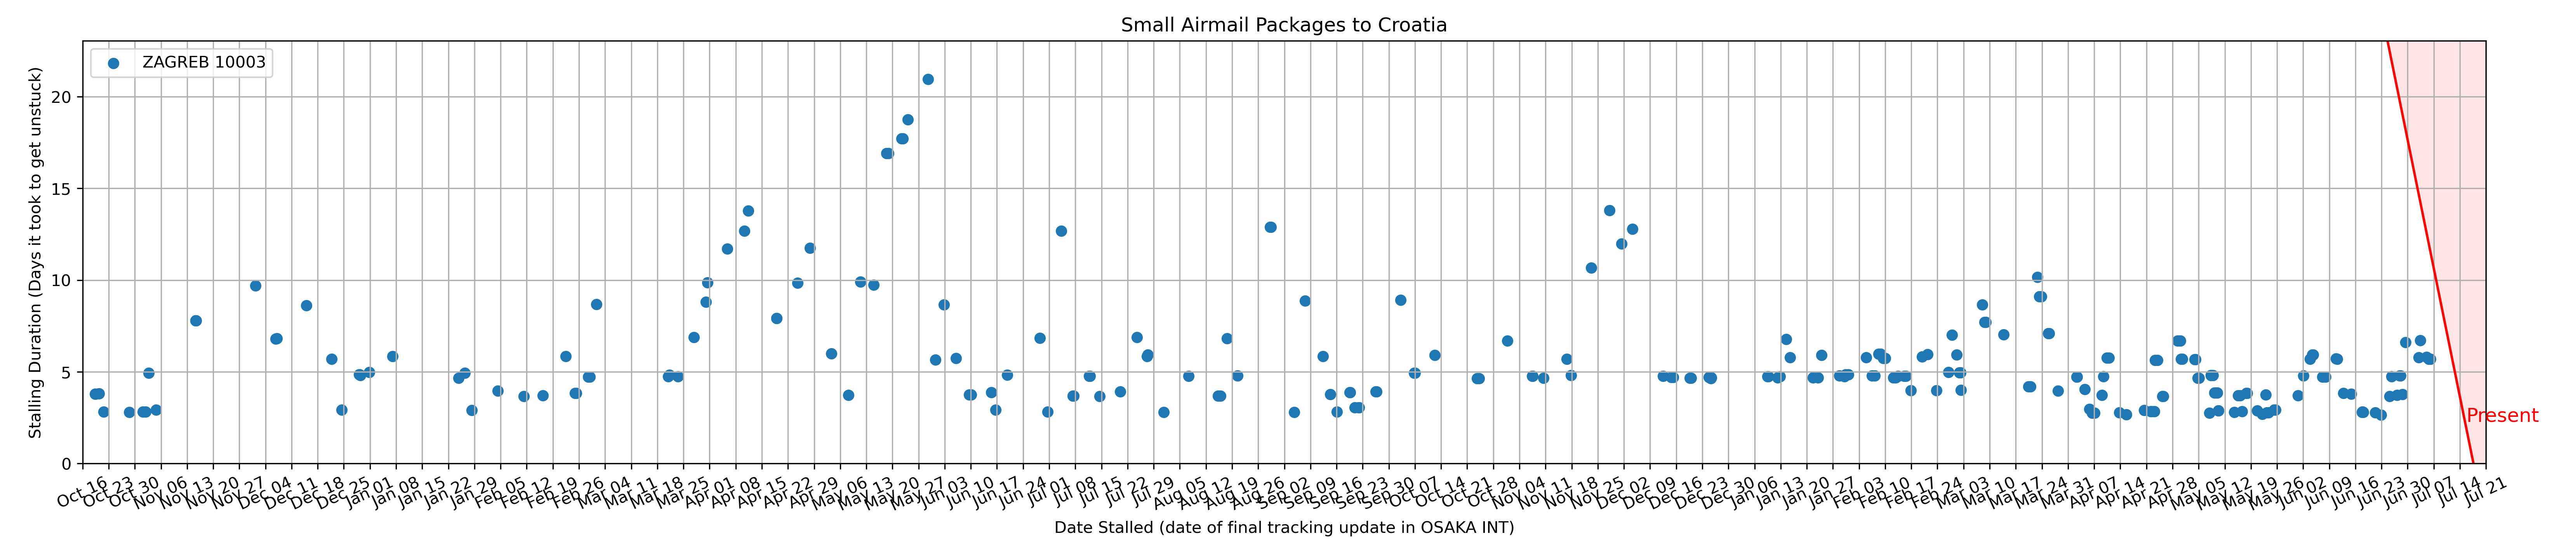 Small Airmail Packages to Croatia
ZAGREB 10003
Stalling Duration (Days it took to get unstuck)
20
15
10
5
0
Present
Oct 16
Oct 23
Oct 30
Nov 06
Nov 13
Nov 20
Nov 27
Dec 04
Dec 11
Dec 18
Dec 25
Jan 01
Jan 08
Jan 15
Jan 22
Jan 29
Feb 05
Feb 12
Feb 19
Feb 26
Mar 04
Mar 11
Mar 18
Mar 25
Apr 01
Apr 08
Apr 15
Apr 22
Apr 29
May 06
May 13
May 20
May 27
Jun 03
Jun 10
Jun 17
Jun 24
Jul 01
Jul 08
Jul 15
Jul 22
Jul 29
Aug 05
Aug 12
Aug 19
Aug 26
Sep 02
Sep 09
Sep 16
Sep 23
Sep 30
Oct 07
Oct 14
Oct 21
Oct 28
Nov 04
Nov 11
Nov 18
Nov 25
Dec 02
Dec 09
Dec 16
Dec 23
Dec 30
Jan 06
Jan 13
Jan 20
Jan 27
Feb 03
Feb 10
Feb 17
Feb 24
Mar 03
Mar 10
Mar 17
Mar 24
Mar 31
Apr 07
Apr 14
Apr 21
Apr 28
May 05
May 12
May 19
May 26
Jun 02
Jun 09
Jun 16
Jun 23
Jun 30
Jul 07
Jul 14
Jul 21
Date Stalled (date of final tracking update in OSAKA INT)